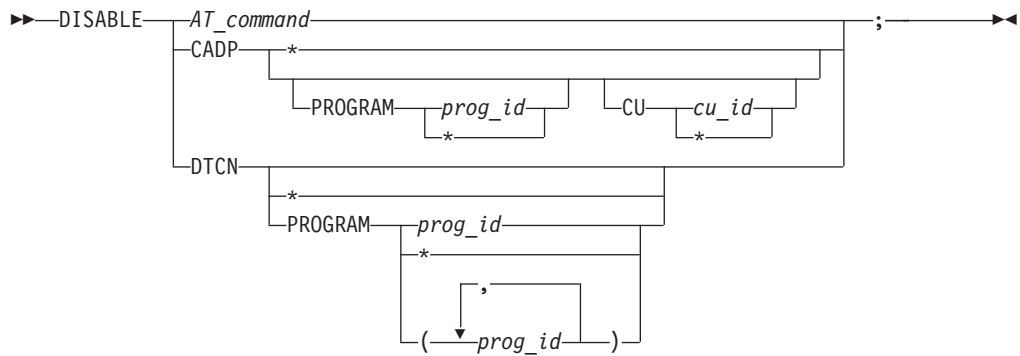 DISABLE AT_command ;
CADP *
PROGRAM prog_id CU cu_id
* *
DTCN
*
PROGRAM prog_id
*
,
( prog_id )